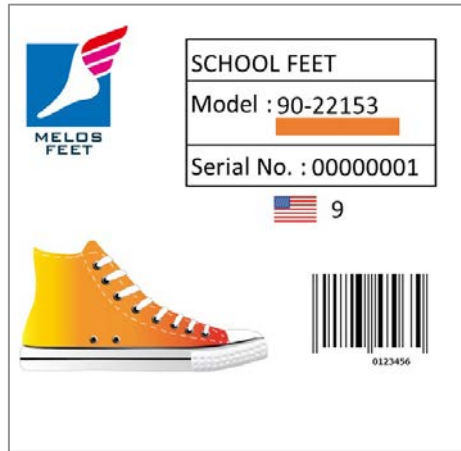 MELOS
FEET
SCHOOL FEET
Model : 90-22153
Serial No. : 00000001
9
0123456